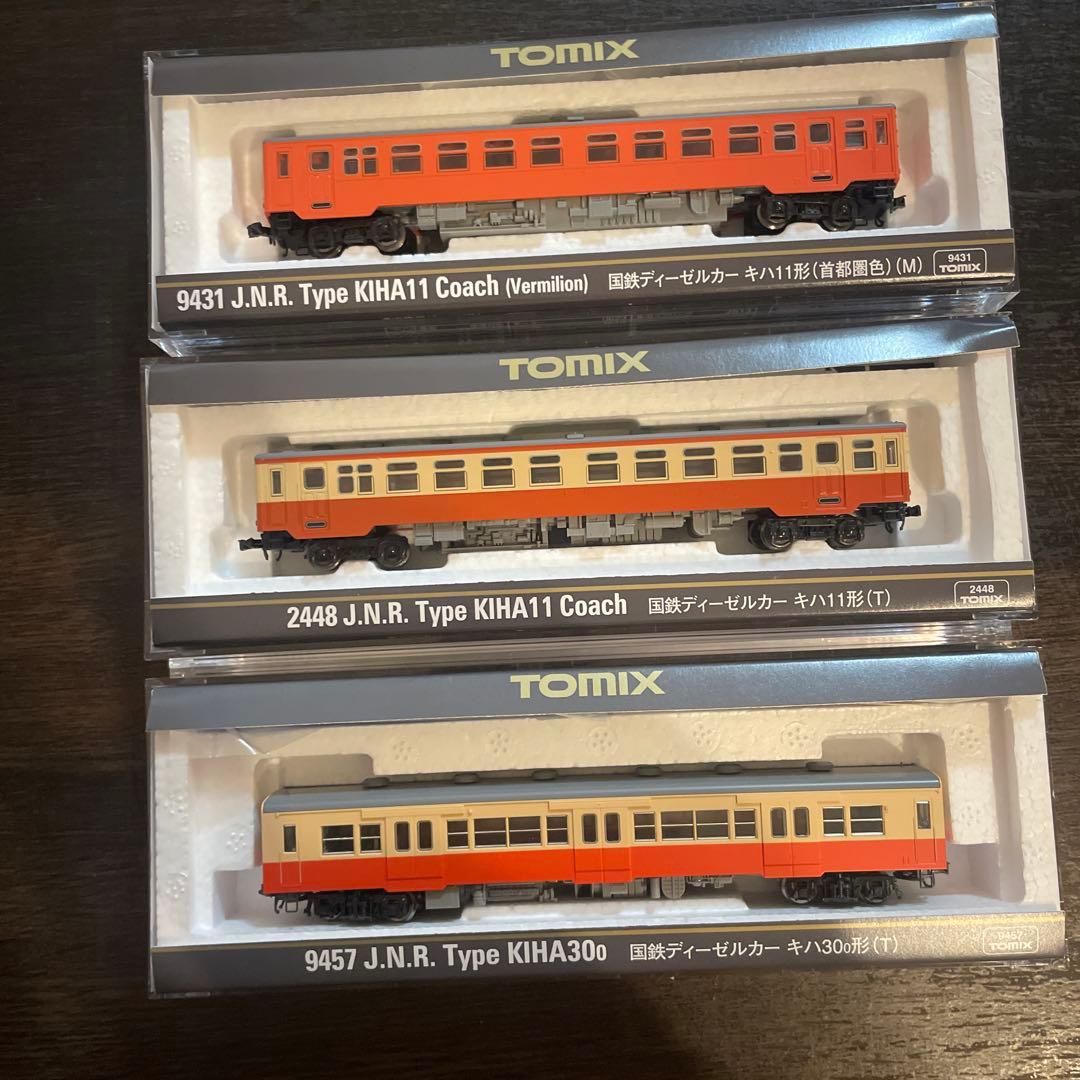 TOMIX
9431 J.N.R. Type KIHA11 Coach (Vermilion) 国鉄ディーゼルカー キハ11形(首都圏色)(M) 9431 TOMIX
TOMIX
2448 J.N.R. Type KIHA11 Coach 国鉄ディーゼルカー キハ11形(T) 2448 TOMIX
TOMIX
9457 J.N.R. Type KIHA300 国鉄ディーゼルカー キハ300形(T) 9457 TOMIX